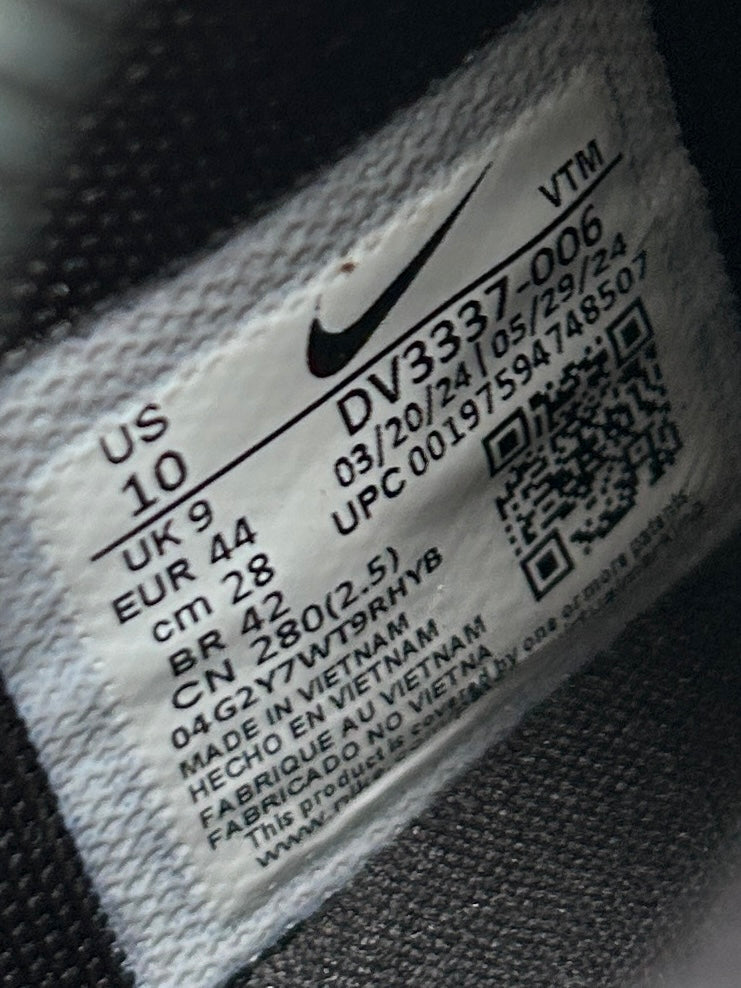 VTM
US
10
DV3337-006
03/20/24 | 05/29/24
UPC 00197594748507
UK 9
EUR 44
cm 28
BR 42
CN 280(2.5)
04G2Y7WT9RHYB
MADE IN VIETNAM
HECHO EN VIETNAM
FABRIQUE AU VIETNAM
FABRICADO NO VIETNA
This product is covered by one or more patents
www.